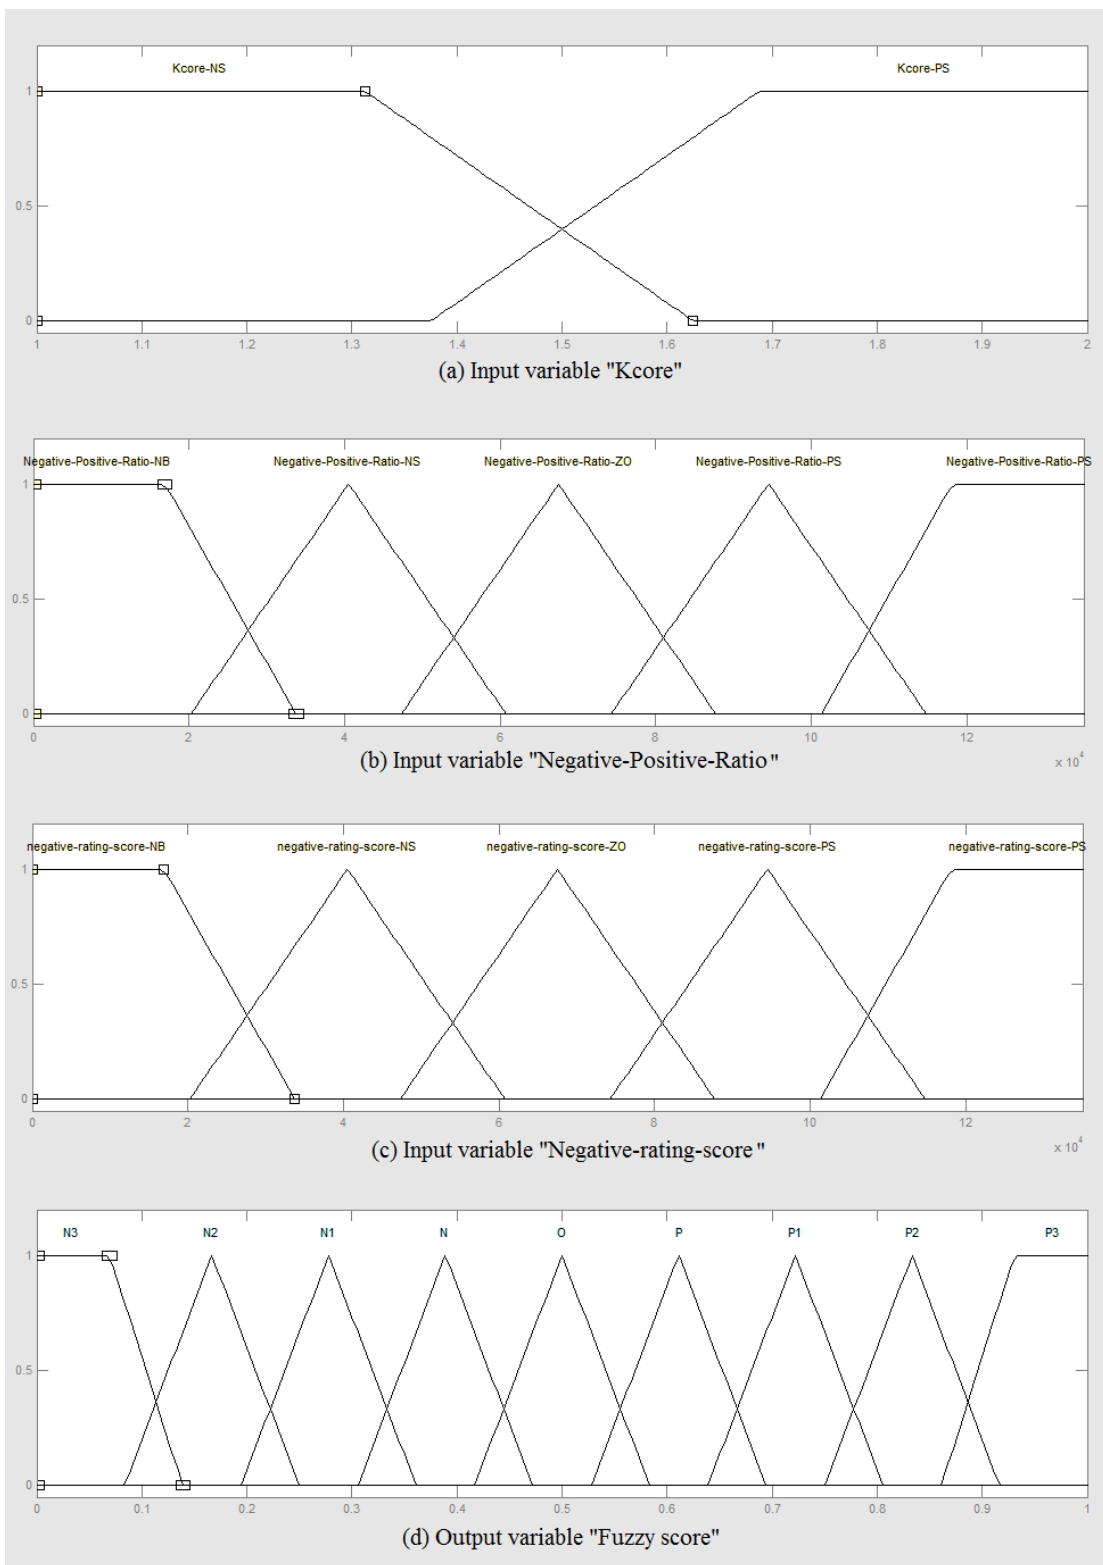 Kcore-NS Kcore-PS
1
0.5
0
1 1.1 1.2 1.3 1.4 1.5 1.6 1.7 1.8 1.9 2
(a) Input variable "Kcore"
Negative-Positive-Ratio-NB Negative-Positive-Ratio-NS Negative-Positive-Ratio-ZO Negative-Positive-Ratio-PS Negative-Positive-Ratio-PS
1
0.5
0
0 2 4 6 8 10 12
(b) Input variable "Negative-Positive-Ratio"
x 10^4
negative-rating-score-NB negative-rating-score-NS negative-rating-score-ZO negative-rating-score-PS negative-rating-score-PS
1
0.5
0
0 2 4 6 8 10 12
(c) Input variable "Negative-rating-score"
x 10^4
N3 N2 N1 N O P P1 P2 P3
1
0.5
0
0 0.1 0.2 0.3 0.4 0.5 0.6 0.7 0.8 0.9 1
(d) Output variable "Fuzzy score"